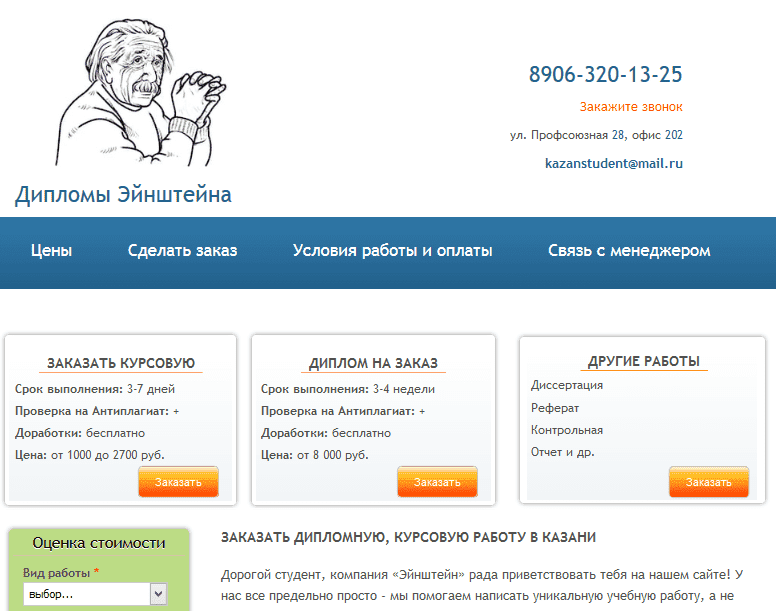 8906-320-13-25
Закажите звонок
ул. Профсоюзная 28, офис 202
kazanstudent@mail.ru
Дипломы Эйнштейна
Цены Сделать заказ Условия работы и оплаты Связь с менеджером
ЗАКАЗАТЬ КУРСОВУЮ
Срок выполнения: 3-7 дней
Проверка на Антиплагиат: +
Доработки: бесплатно
Цена: от 1000 до 2700 руб.
Заказать
ДИПЛОМ НА ЗАКАЗ
Срок выполнения: 3-4 недели
Проверка на Антиплагиат: +
Доработки: бесплатно
Цена: от 8 000 руб.
Заказать
ДРУГИЕ РАБОТЫ
Диссертация
Реферат
Контрольная
Отчет и др.
Заказать
Оценка стоимости
Вид работы *
выбор...
ЗАКАЗАТЬ ДИПЛОМНУЮ, КУРСОВУЮ РАБОТУ В КАЗАНИ
Дорогой студент, компания «Эйнштейн» рада приветствовать тебя на нашем сайте! У
нас все предельно просто - мы помогаем написать уникальную учебную работу, а не